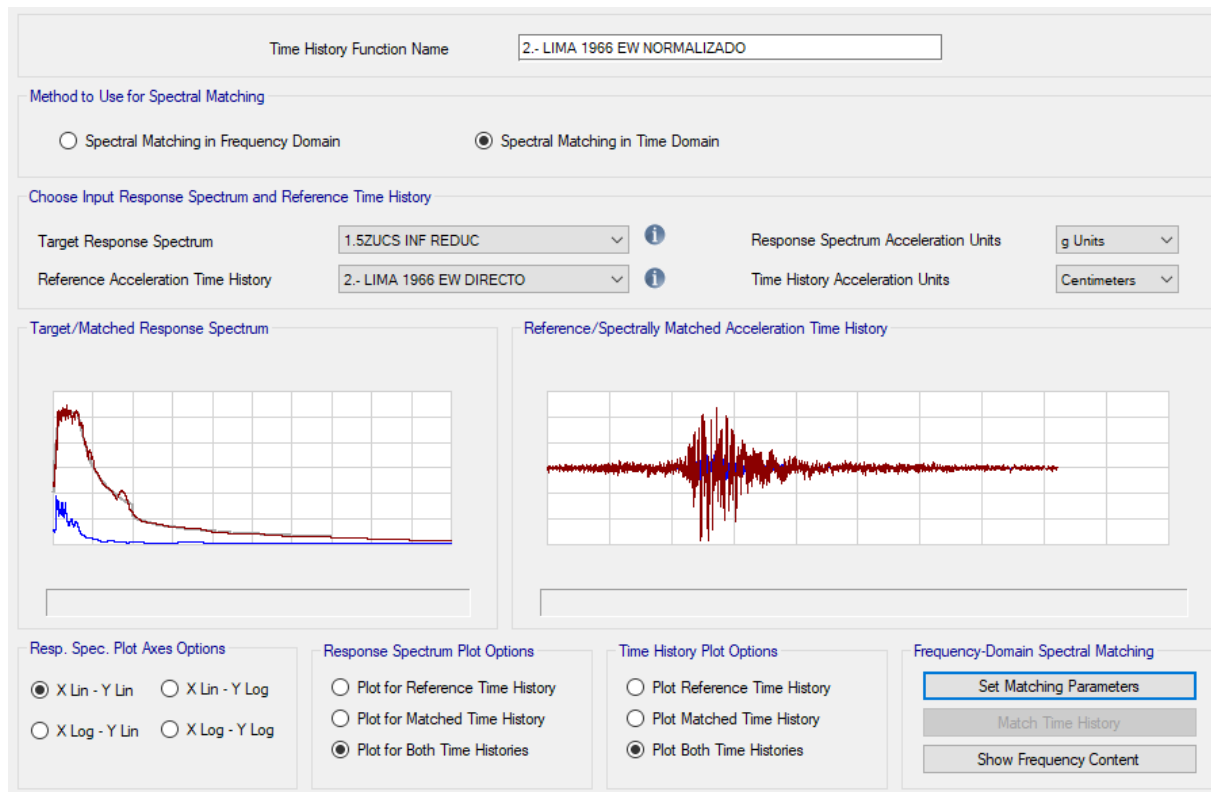 Time History Function Name 2.- LIMA 1966 EW NORMALIZADO
Method to Use for Spectral Matching
Spectral Matching in Frequency Domain Spectral Matching in Time Domain
Choose Input Response Spectrum and Reference Time History
Target Response Spectrum 1.5ZUCS INF REDUC Response Spectrum Acceleration Units g Units
Reference Acceleration Time History 2.- LIMA 1966 EW DIRECTO Time History Acceleration Units Centimeters
Target/Matched Response Spectrum Reference/Spectrally Matched Acceleration Time History
Resp. Spec. Plot Axes Options
X Lin - Y Lin X Lin - Y Log
X Log - Y Lin X Log - Y Log
Response Spectrum Plot Options
Plot for Reference Time History
Plot for Matched Time History
Plot for Both Time Histories
Time History Plot Options
Plot Reference Time History
Plot Matched Time History
Plot Both Time Histories
Frequency-Domain Spectral Matching
Set Matching Parameters
Match Time History
Show Frequency Content